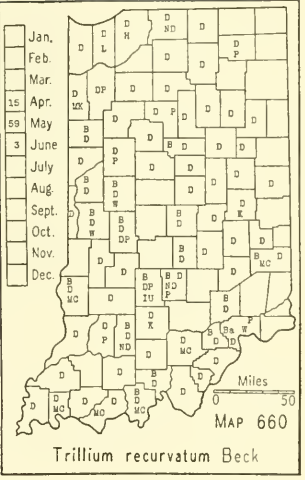 Jan.
Feb.
Mar.
15 Apr.
59 May
3 June
July
Aug.
Sept.
Oct.
Nov.
Dec.
D
D L
D H
D ND
D
D
D P
D MK
DP
D
D
D
D
D P
D
D
B D
D
D P
D
B D
D
D
D
B D W
D
D
D K
B D W
B D DP
B D
D
D
B MC D
D
D
B D
B D MC
D
B DP IU
B D ND P
B D
D P
B D ND
D K
D MC
B D
Ba D
P W
D
D
D
B D
D
D
D MC
D MC
B D MC
Miles
0 50
MAP 660
Trillium recurvatum Beck